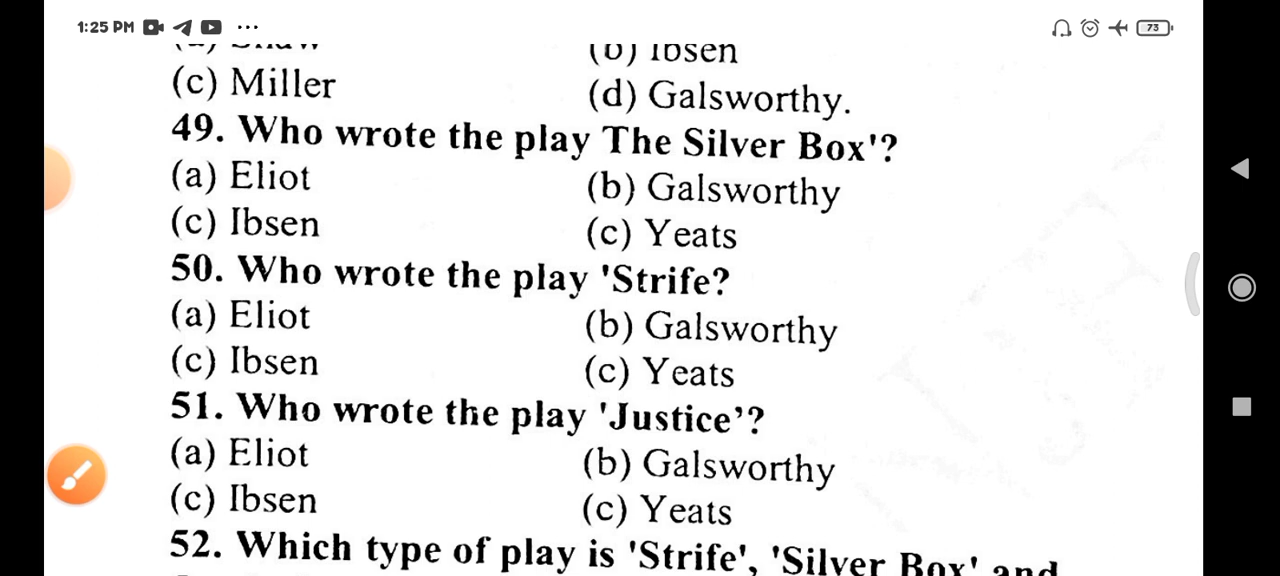 1:25 PM ... 73
(b) Ibsen
(c) Miller (d) Galsworthy.
49. Who wrote the play The Silver Box'?
(a) Eliot (b) Galsworthy
(c) Ibsen (c) Yeats
50. Who wrote the play 'Strife?
(a) Eliot (b) Galsworthy
(c) Ibsen (c) Yeats
51. Who wrote the play 'Justice’?
(a) Eliot (b) Galsworthy
(c) Ibsen (c) Yeats
52. Which type of play is 'Strife', 'Silver Box' and